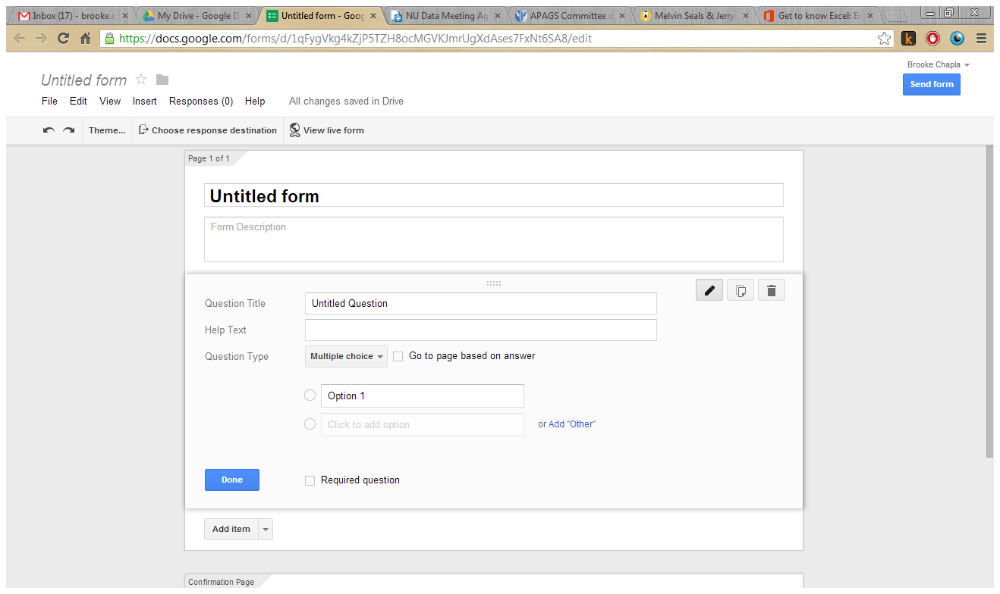 Inbox (17) - brooke.c My Drive - Google D Untitled form - Goog NU Data Meeting Ag APAGS Committee o Melvin Seals & Jerry Get to know Excel: En
https://docs.google.com/forms/d/1qFygVkg4kZjP5TZH8ocMGVKJmrUgXdAses7FxNt6SA8/edit
Brooke Chapla
Untitled form
Send form
File Edit View Insert Responses (0) Help All changes saved in Drive
Theme... Choose response destination View live form
Page 1 of 1
Untitled form
Form Description
Question Title Untitled Question
Help Text
Question Type Multiple choice Go to page based on answer
Option 1
Click to add option or Add "Other"
Done Required question
Add item
Confirmation Page